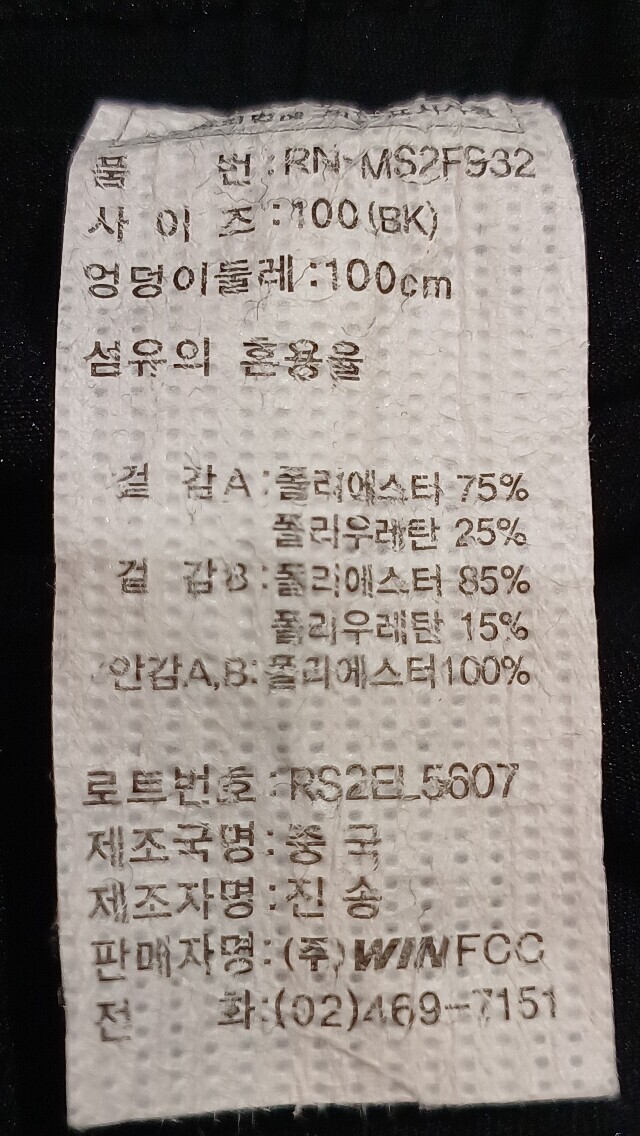 품 번 : RN-MS2F932
사 이 즈 : 100(BK)
엉덩이둘레 : 100cm
섬유의 혼용율
겉 감A : 폴리에스터 75%
폴리우레탄 25%
겉 감B : 폴리에스터 85%
폴리우레탄 15%
안감A,B: 폴리에스터100%
로트번호 : RS2EL5607
제조국명 : 중 국
제조자명 : 진 송
판매자명 : (주) WINFCC
전 화 : (02)469-7151